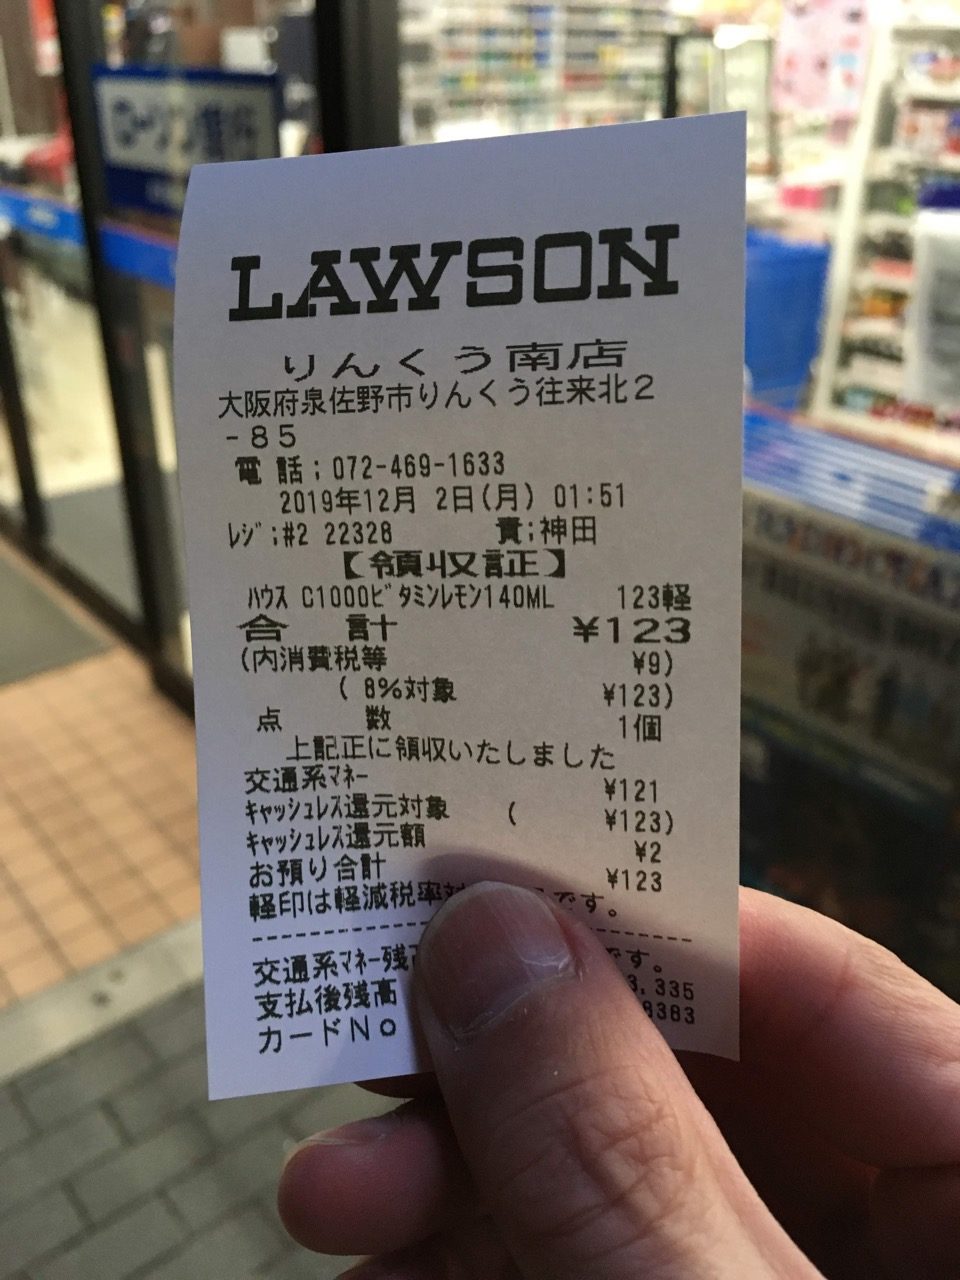 LAWSON
りんくう南店
大阪府泉佐野市りんくう往来北2
-85
電 話;072-469-1633
2019年12月 2日(月) 01:51
ﾚｼﾞ;#2 22328 責;神田
【領収証】
ﾊｳｽ C1000ﾋﾞﾀﾐﾝﾚﾓﾝ140ML 123軽
合 計 ¥123
(内消費税等 ¥9)
( 8%対象 ¥123)
点 数 1個
上記正に領収いたしました
交通系ﾏﾈｰ ¥121
ｷｬｯｼｭﾚｽ還元対象 ( ¥123)
ｷｬｯｼｭﾚｽ還元額 ¥2
お預り合計 ¥123
軽印は軽減税率対 です。
交通系ﾏﾈｰ残 です。
支払後残高 3,335
カードNo 8383